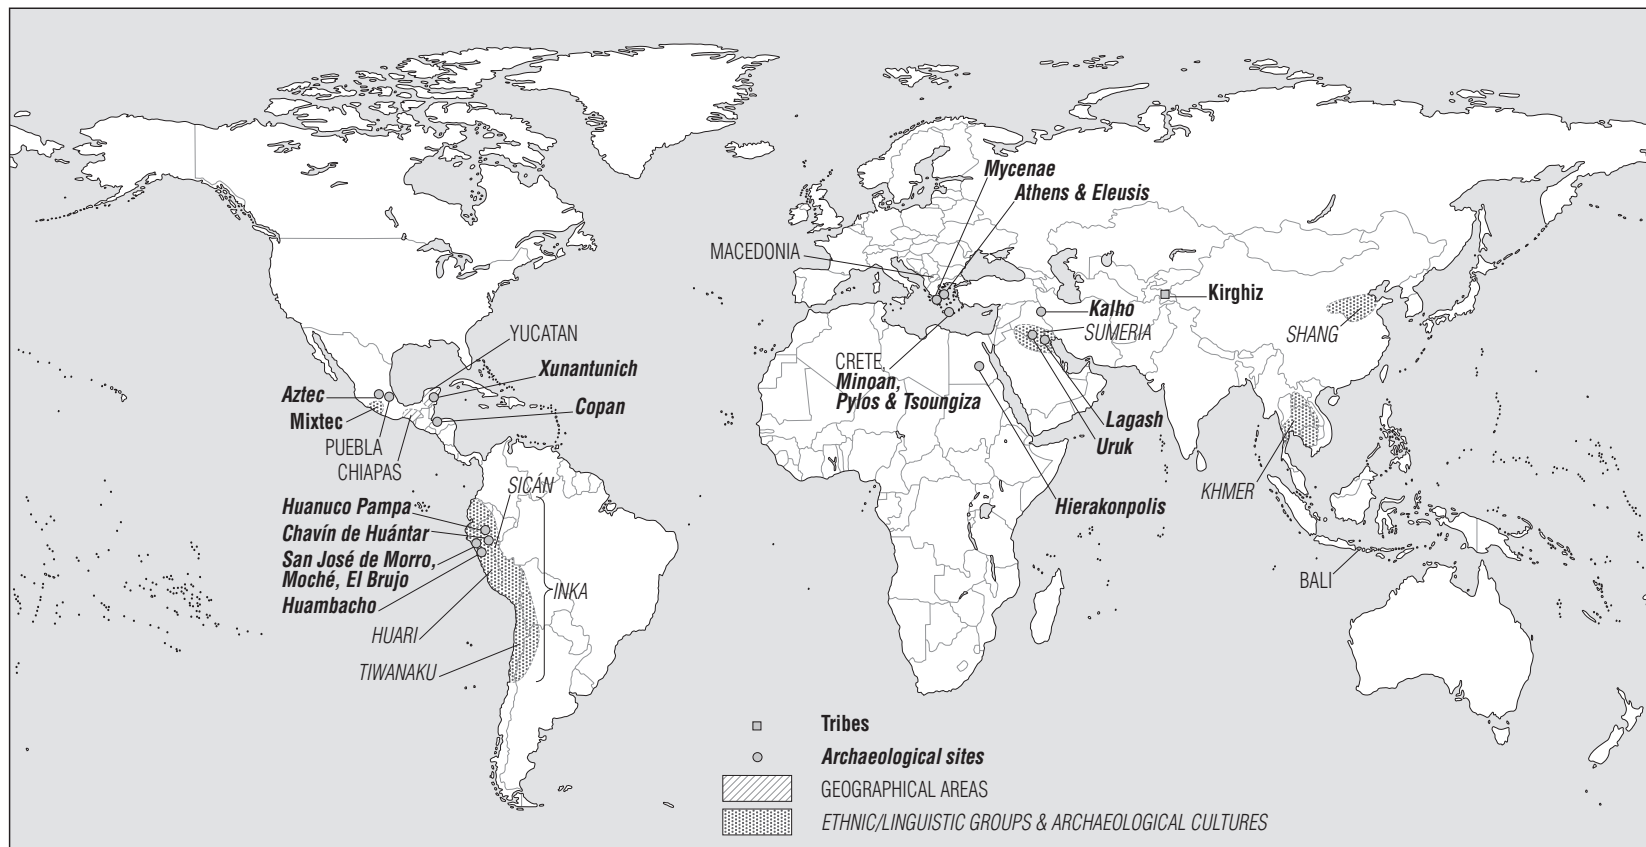 Mycenae
Athens & Eleusis
MACEDONIA
Kirghiz
Kalho
SUMERIA
SHANG
YUCATAN
Xunantunich
CRETE,
Minoan,
Pylos & Tsoungiza
Aztec
Mixtec
Copan
Lagash
Uruk
PUEBLA
CHIAPAS
SICÁN
KHMER
Huanuco Pampa
Hierakonpolis
Chavín de Huántar
San José de Morro,
Moché, El Brujo
BALI
INKA
Huambacho
HUARI
TIWANAKU
Tribes
Archaeological sites
GEOGRAPHICAL AREAS
ETHNIC/LINGUISTIC GROUPS & ARCHAEOLOGICAL CULTURES